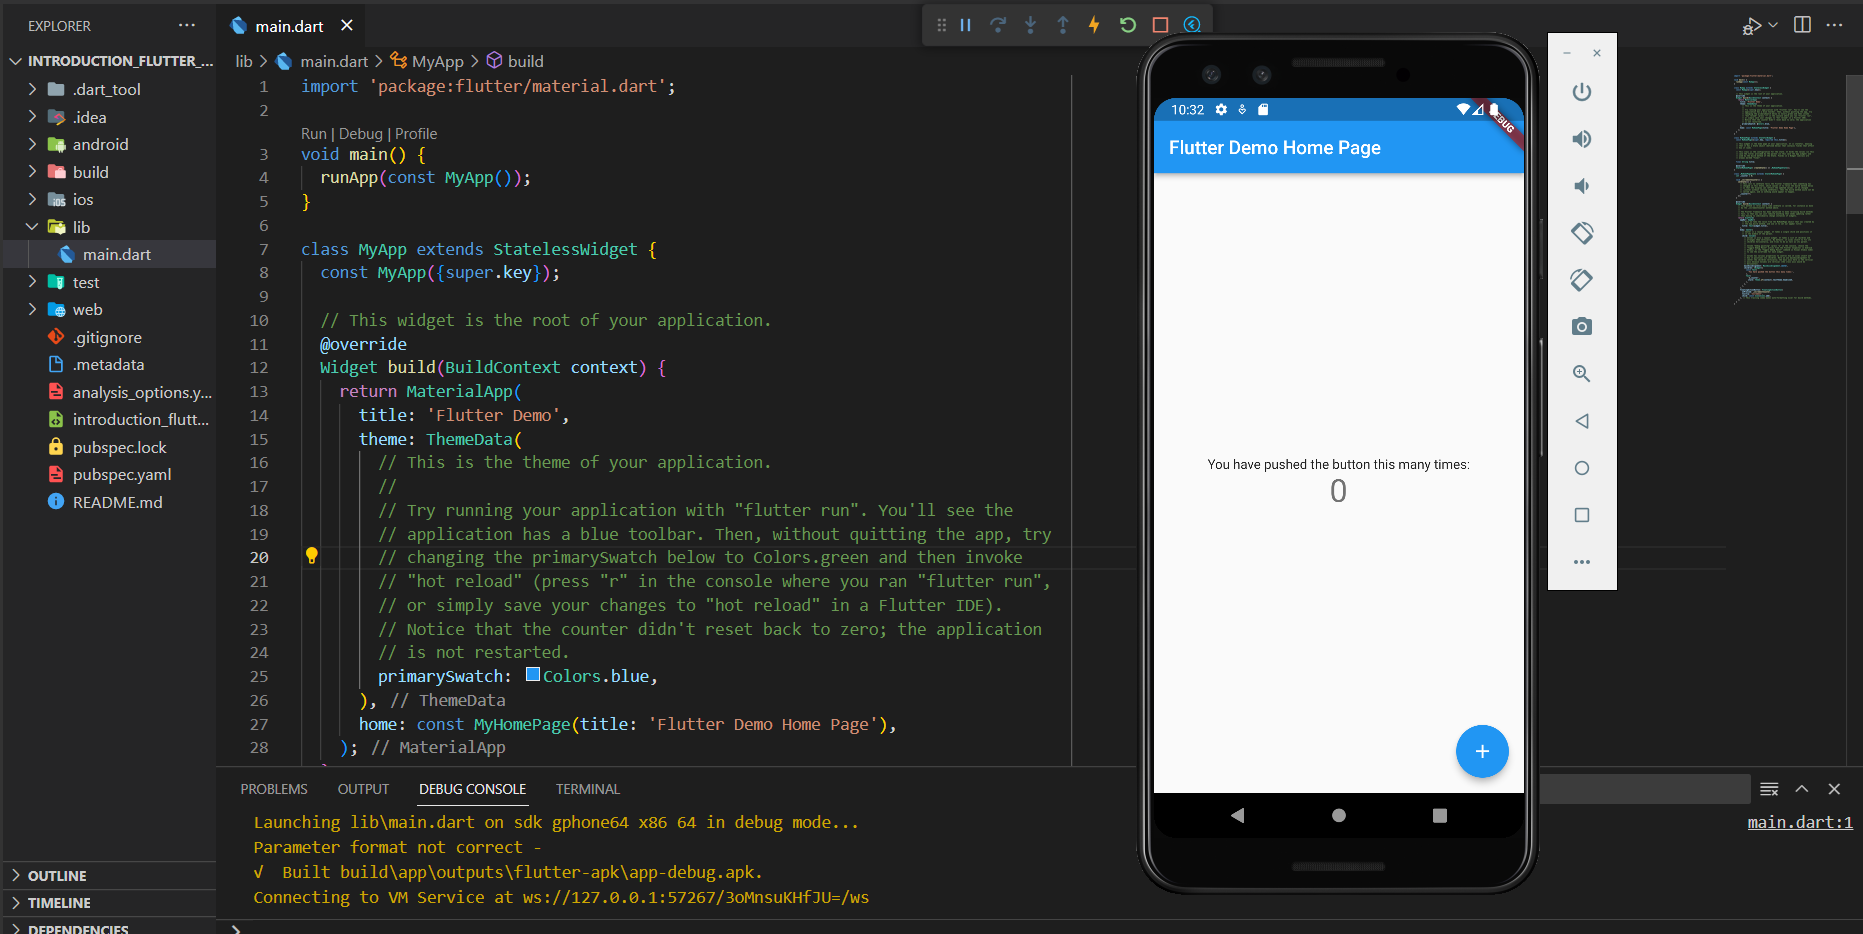 EXPLORER
INTRODUCTION_FLUTTER_...
.dart_tool
.idea
android
build
ios
lib
main.dart
test
web
.gitignore
.metadata
analysis_options.y...
introduction_flutt...
pubspec.lock
pubspec.yaml
README.md
OUTLINE
TIMELINE
DEPENDENCIES
main.dart
lib > main.dart > MyApp > build
1 import 'package:flutter/material.dart';
2
Run | Debug | Profile
3 void main() {
4 runApp(const MyApp());
5 }
6
7 class MyApp extends StatelessWidget {
8 const MyApp({super.key});
9
10 // This widget is the root of your application.
11 @override
12 Widget build(BuildContext context) {
13 return MaterialApp(
14 title: 'Flutter Demo',
15 theme: ThemeData(
16 // This is the theme of your application.
17 //
18 // Try running your application with "flutter run". You'll see the
19 // application has a blue toolbar. Then, without quitting the app, try
20 // changing the primarySwatch below to Colors.green and then invoke
21 // "hot reload" (press "r" in the console where you ran "flutter run",
22 // or simply save your changes to "hot reload" in a Flutter IDE).
23 // Notice that the counter didn't reset back to zero; the application
24 // is not restarted.
25 primarySwatch: Colors.blue,
26 ), // ThemeData
27 home: const MyHomePage(title: 'Flutter Demo Home Page'),
28 ); // MaterialApp
PROBLEMS OUTPUT DEBUG CONSOLE TERMINAL
Launching lib\main.dart on sdk gphone64 x86 64 in debug mode...
main.dart:1
Parameter format not correct -
√ Built build\app\outputs\flutter-apk\app-debug.apk.
Connecting to VM Service at ws://127.0.0.1:57267/3oMnsuKHfJU=/ws
10:32
DEBUG
Flutter Demo Home Page
You have pushed the button this many times:
0
+